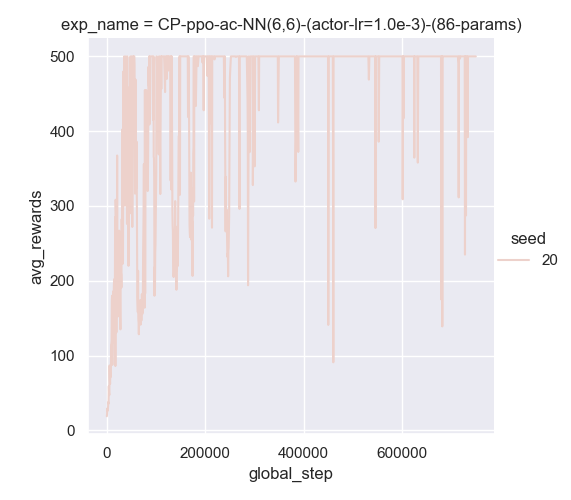 exp_name = CP-ppo-ac-NN(6,6)-(actor-lr=1.0e-3)-(86-params)
500
400
300
200
100
0
avg_rewards
0 200000 400000 600000
global_step
seed
20